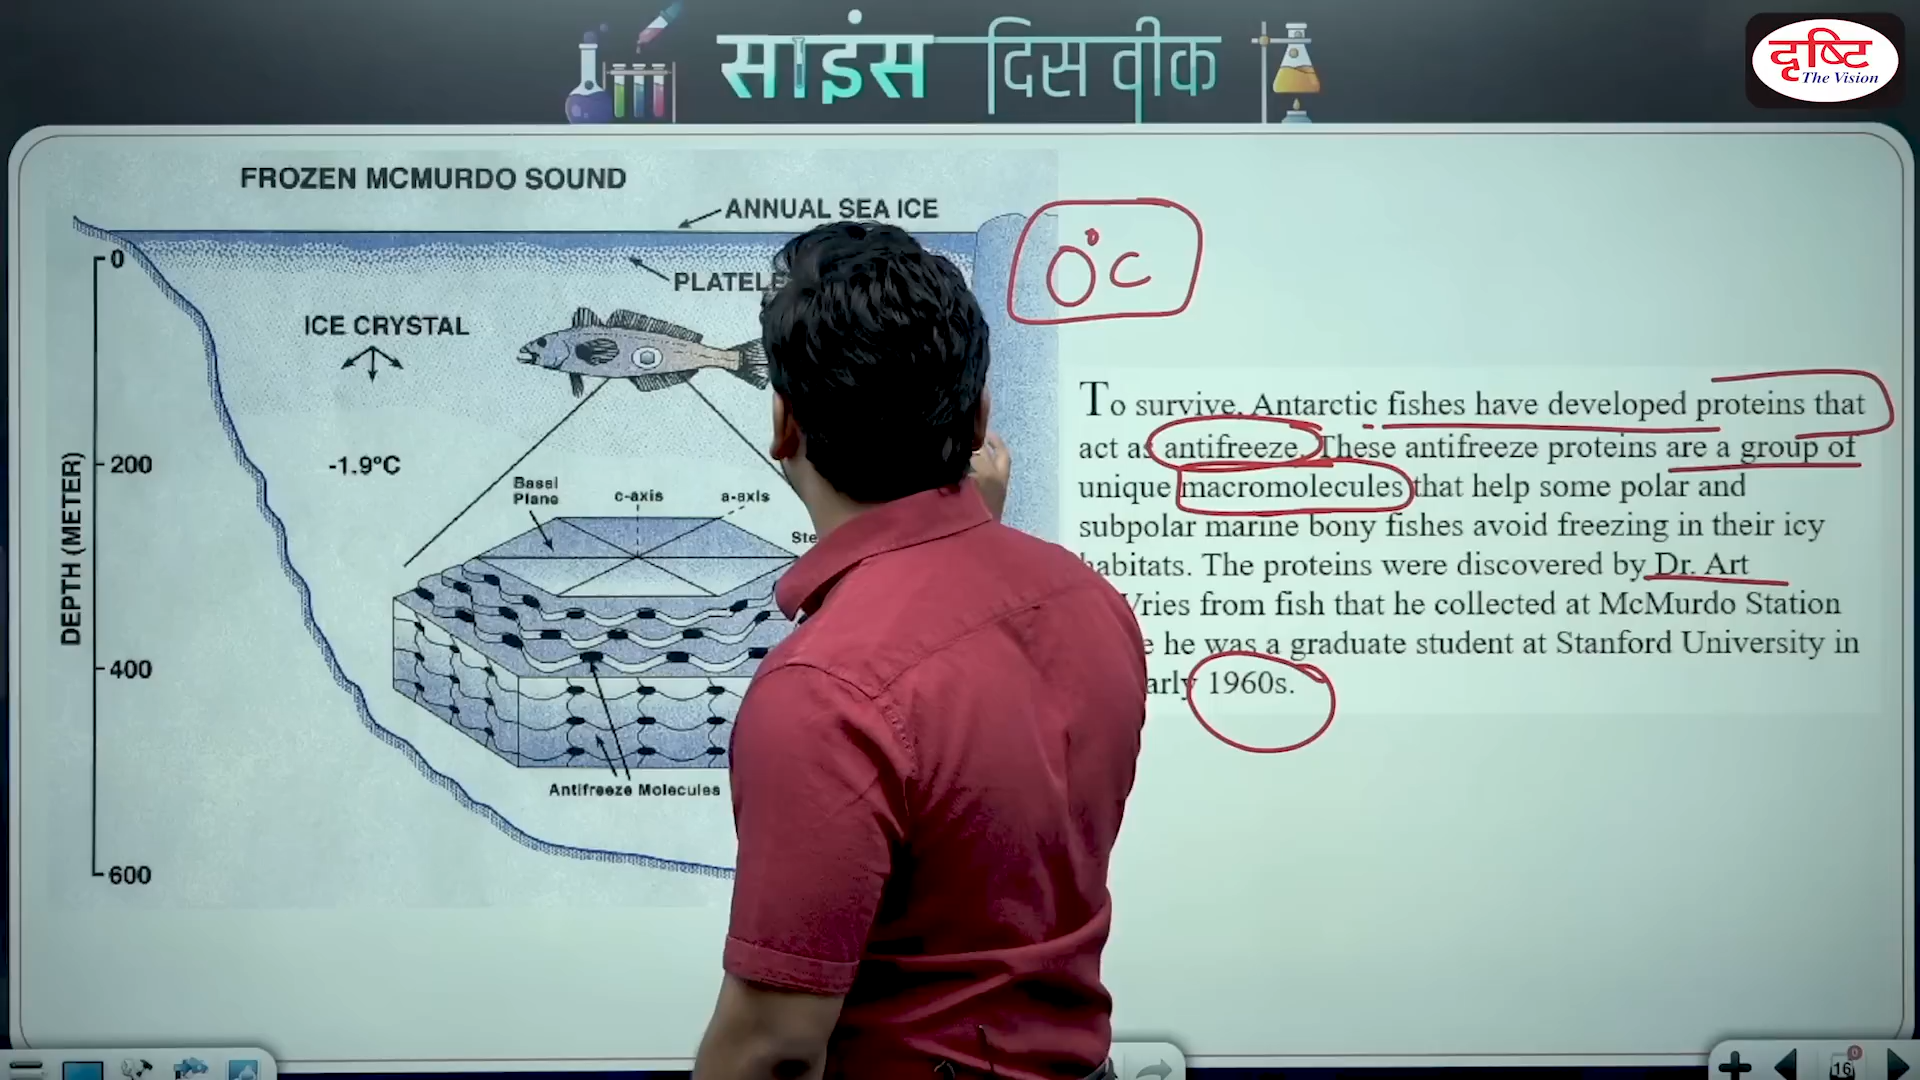 साइंस दिस वीक
दृष्टि
The Vision
FROZEN MCMURDO SOUND
ANNUAL SEA ICE
0
ICE CRYSTAL
0°C
-1.9°C
200
Basal
Plane
c-axis
a-axis
DEPTH (METER)
400
Antifreeze Molecules
600
To survive, Antarctic fishes have developed proteins that
act as antifreeze. These antifreeze proteins are a group of
unique macromolecules that help some polar and
subpolar marine bony fishes avoid freezing in their icy
habitats. The proteins were discovered by Dr. Art
Vries from fish that he collected at McMurdo Station
he was a graduate student at Stanford University in
1960s.
16
0